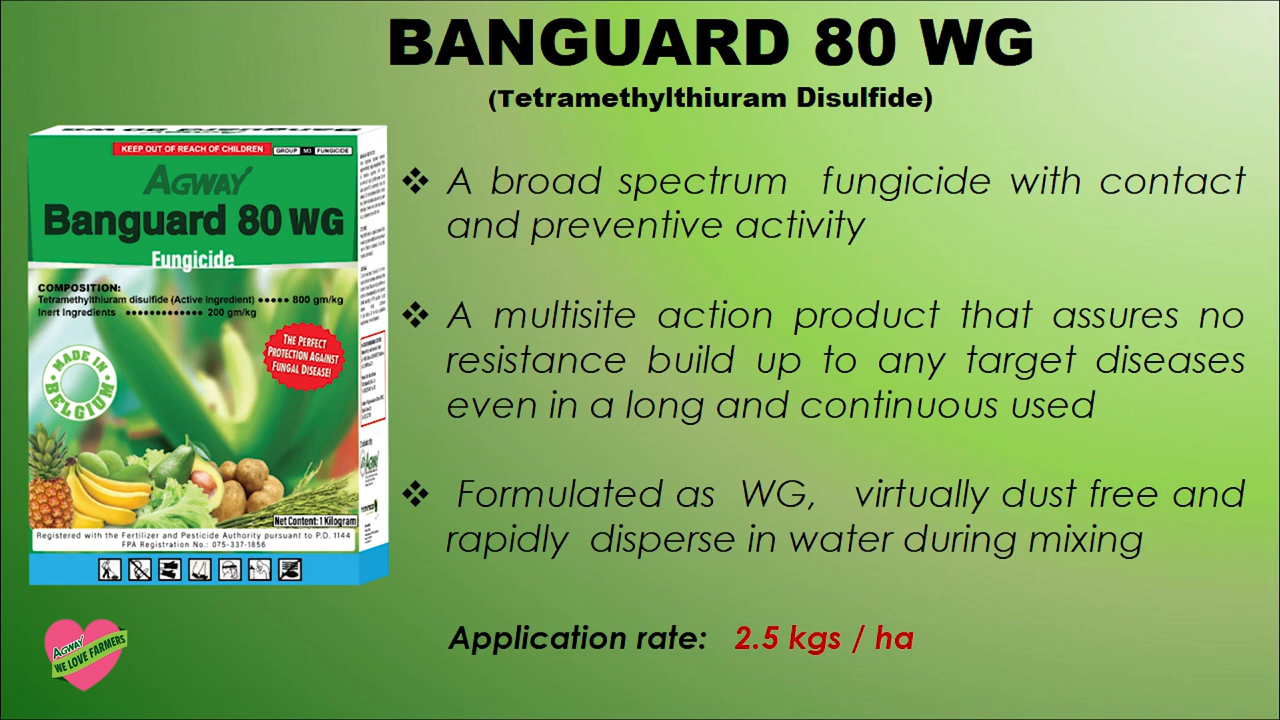 BANGUARD 80 WG
(Tetramethylthiuram Disulfide)
Banguard 80 WG
KEEP OUT OF REACH OF CHILDREN
GROUP M3 FUNGICIDE
AGWAY
Banguard 80 WG
Fungicide
COMPOSITION:
Tetramethylthiuram disulfide (Active Ingredient) ••••• 800 gm/kg
Inert Ingredients ••••••••••••• 200 gm/kg
THE PERFECT
PROTECTION AGAINST
FUNGAL DISEASE!
MADE IN
BELGIUM
Net Content: 1 Kilogram
Registered with the Fertilizer and Pesticide Authority pursuant to P.D. 1144
FPA Registration No.: 075-337-1856
AGWAY
WE LOVE FARMERS
❖ A broad spectrum fungicide with contact
and preventive activity
❖ A multisite action product that assures no
resistance build up to any target diseases
even in a long and continuous used
❖ Formulated as WG, virtually dust free and
rapidly disperse in water during mixing
Application rate: 2.5 kgs / ha